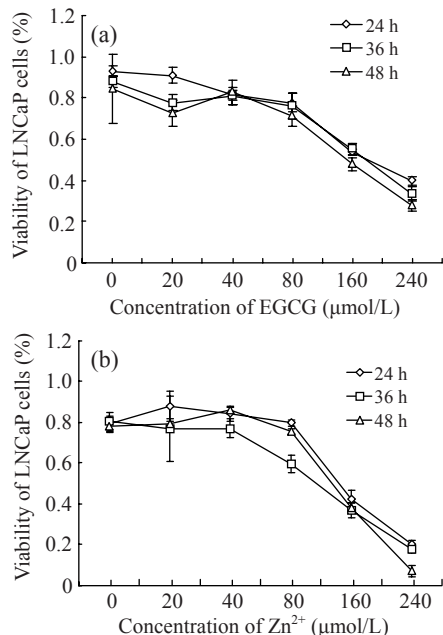 (a)
Viability of LNCaP cells (%)
1.2
1.0
0.8
0.6
0.4
0.2
0
24 h
36 h
48 h
0 20 40 80 160 240
Concentration of EGCG (μmol/L)
(b)
Viability of LNCaP cells (%)
1.2
1.0
0.8
0.6
0.4
0.2
0
24 h
36 h
48 h
0 20 40 80 160 240
Concentration of Zn²⁺ (μmol/L)